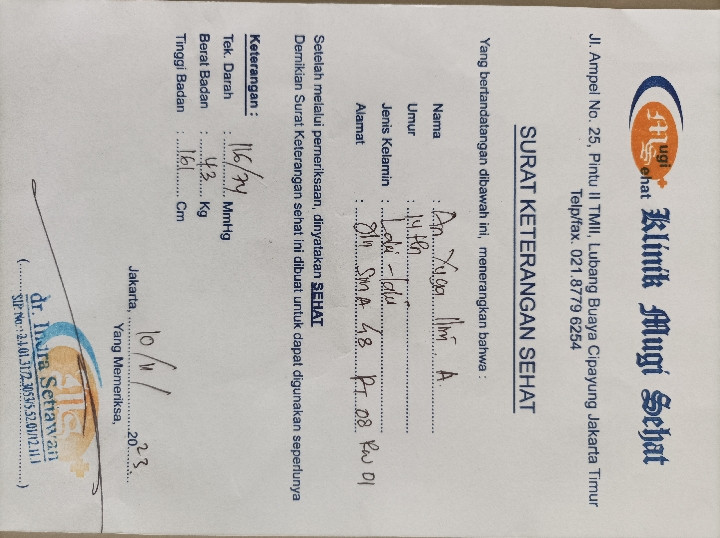 Mugi Sehat Klinik Mugi Sehat
Jl. Ampel No. 25, Pintu II TMII, Lubang Buaya Cipayung Jakarta Timur
Telp/fax. 021.8779 6254
SURAT KETERANGAN SEHAT
Yang bertandatangan dibawah ini, menerangkan bahwa :
Nama : An Yuga Ilmi. A.
Umur : 14 th
Jenis Kelamin : Laki - laki
Alamat : SMA 48 RT 08 RW 01
Setelah melalui pemeriksaan, dinyatakan SEHAT
Demikian Surat Keterangan sehat ini dibuat untuk dapat digunakan seperlunya
Keterangan :
Tek. Darah : 116/74 MmHg
Berat Badan : 43 Kg
Tinggi Badan : 161 Cm
Jakarta, 10/11/ 2023
Yang Memeriksa,
dr. Indra Setiawan